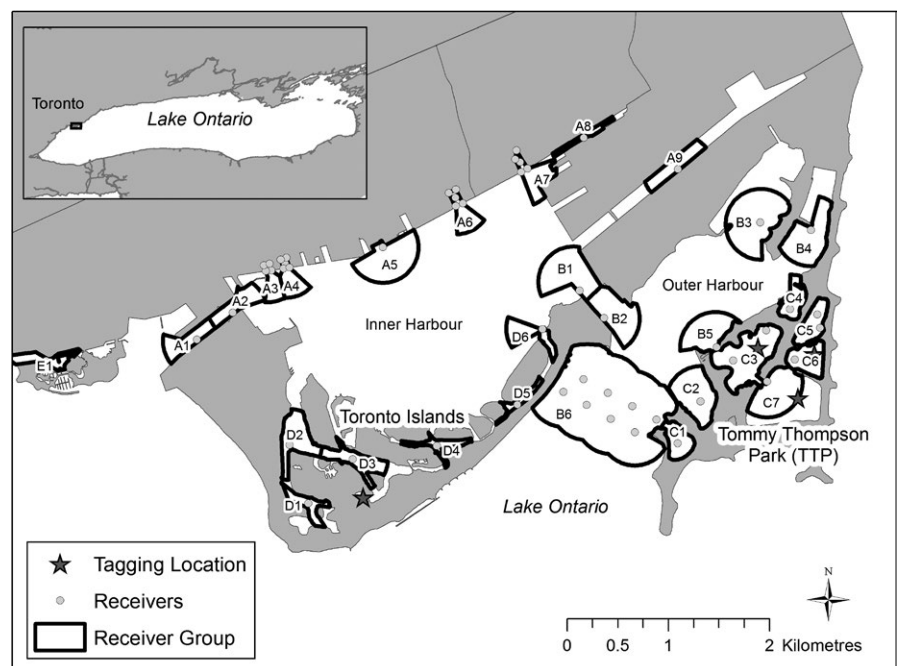 Toronto
Lake Ontario
A8
A9
A7
A6
B3
B4
A5
B1
Outer Harbour
A3
A4
A2
C4
B2
Inner Harbour
C5
D6
B5
A1
C3
C6
E1
C2
C7
D5
B6
Toronto Islands
C1
D2
Tommy Thompson
Park (TTP)
D4
D3
D1
Lake Ontario
Tagging Location
Receivers
Receiver Group
N
0 0.5 1 2 Kilometres